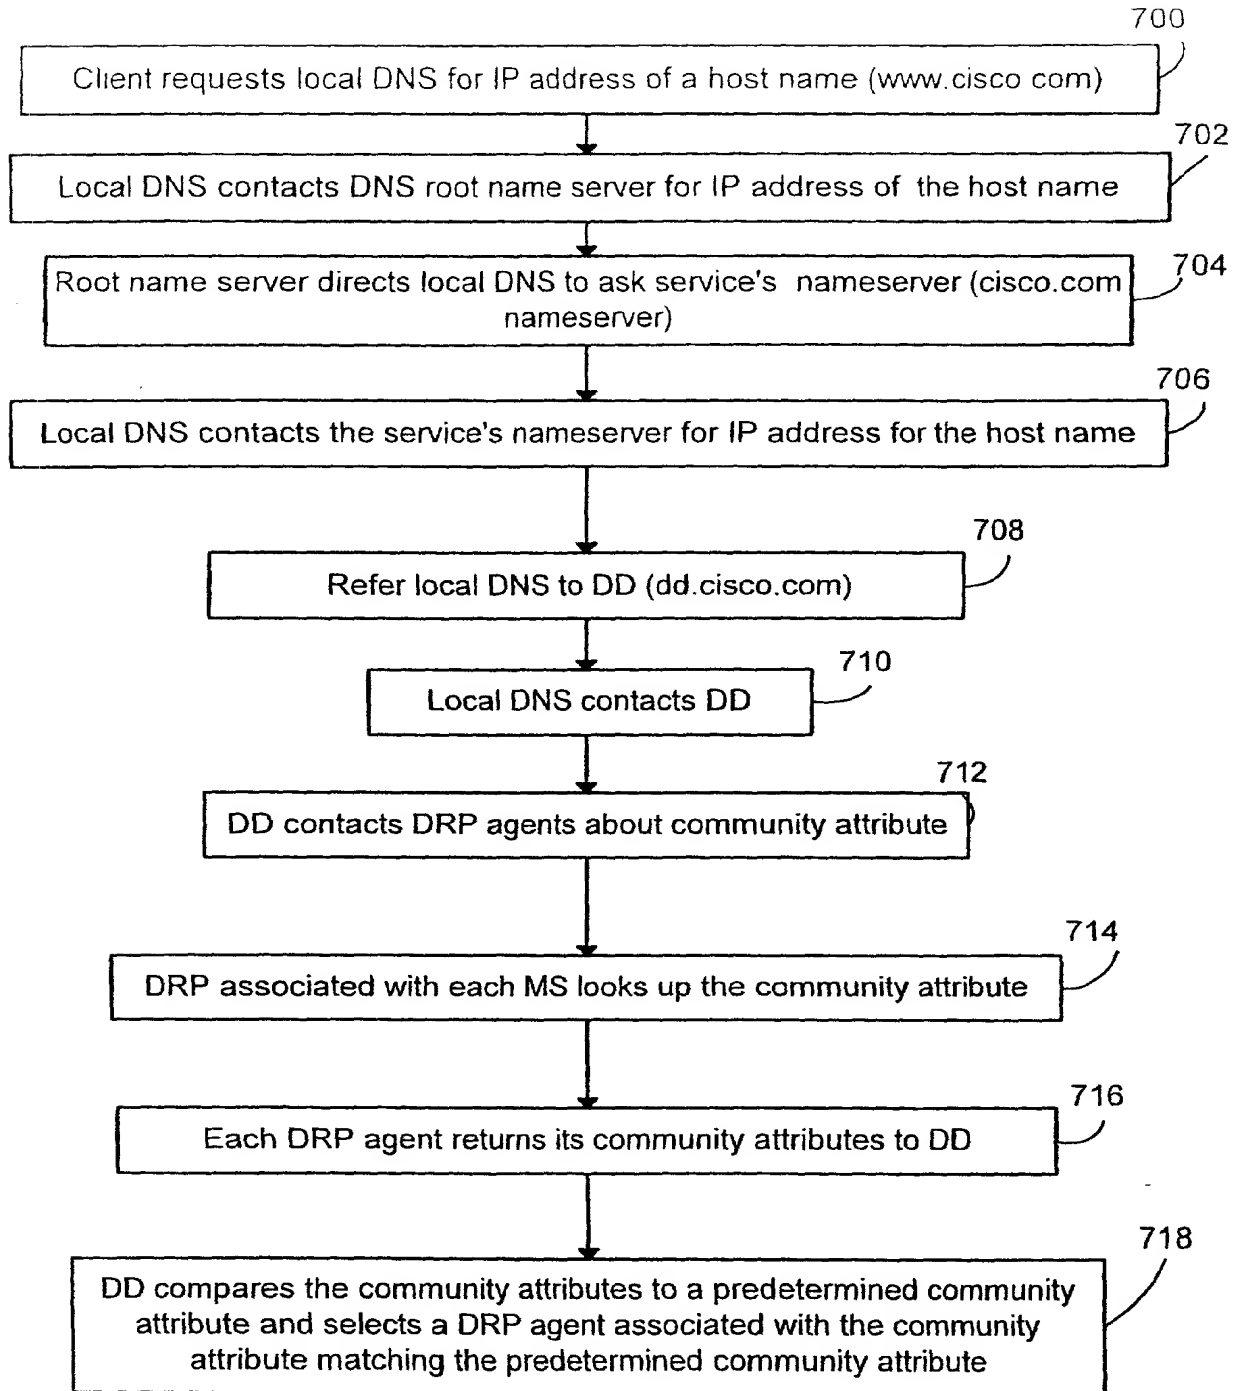 700
Client requests local DNS for IP address of a host name (www.cisco com)
702
Local DNS contacts DNS root name server for IP address of the host name
704
Root name server directs local DNS to ask service's nameserver (cisco.com
nameserver)
706
Local DNS contacts the service's nameserver for IP address for the host name
708
Refer local DNS to DD (dd.cisco.com)
710
Local DNS contacts DD
712
DD contacts DRP agents about community attribute
714
DRP associated with each MS looks up the community attribute
716
Each DRP agent returns its community attributes to DD
718
DD compares the community attributes to a predetermined community
attribute and selects a DRP agent associated with the community
attribute matching the predetermined community attribute